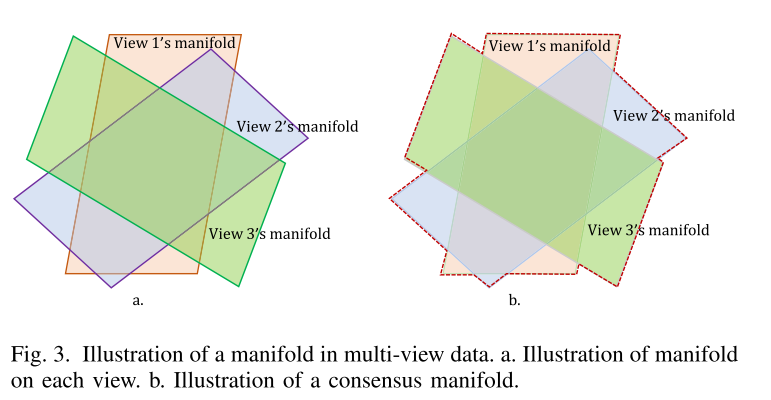 View 1's manifold
View 2's manifold
View 3's manifold
a.
View 1's manifold
View 2's manifold
View 3's manifold
b.
Fig. 3. Illustration of a manifold in multi-view data. a. Illustration of manifold
on each view. b. Illustration of a consensus manifold.